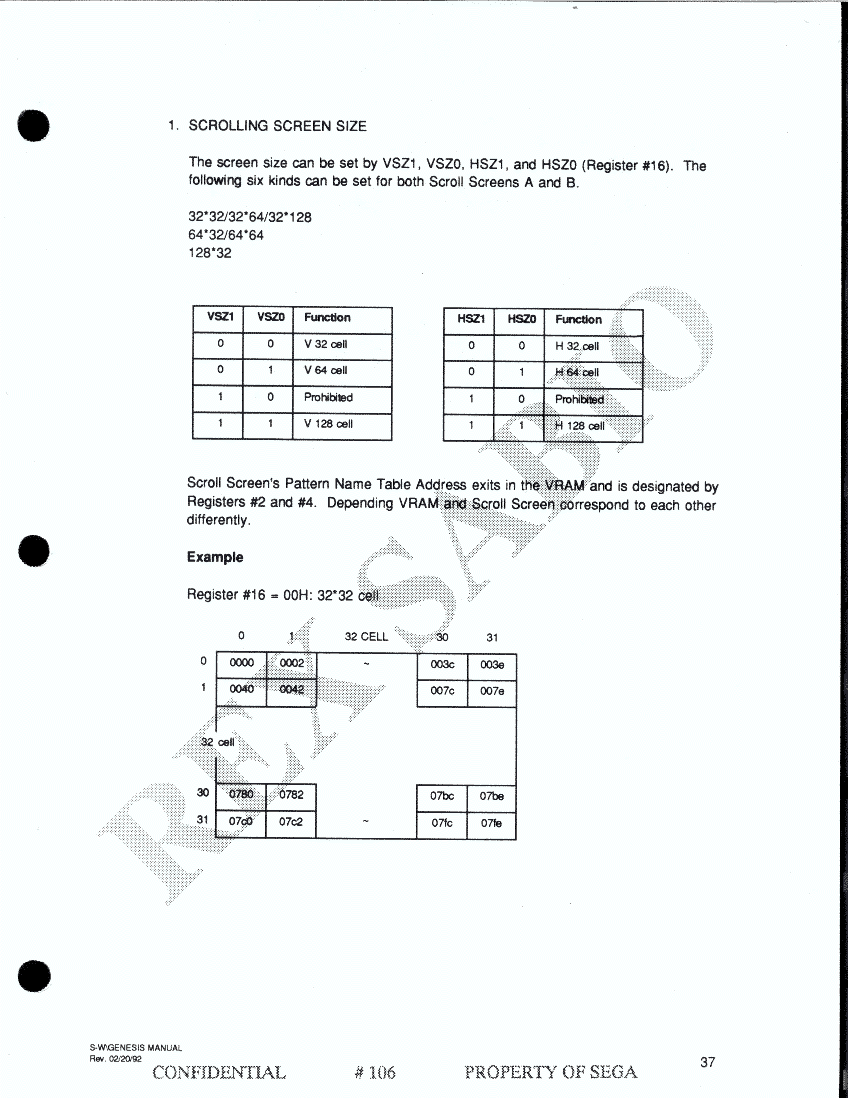 1. SCROLLING SCREEN SIZE
The screen size can be set by VSZ1, VSZ0, HSZ1, and HSZ0 (Register #16). The
following six kinds can be set for both Scroll Screens A and B.
32*32/32*64/32*128
64*32/64*64
128*32
VSZ1 VSZ0 Function
0 0 V 32 cell
0 1 V 64 cell
1 0 Prohibited
1 1 V 128 cell
HSZ1 HSZ0 Function
0 0 H 32 cell
0 1 H 64 cell
1 0 Prohibited
1 1 H 128 cell
Scroll Screen's Pattern Name Table Address exits in the VRAM and is designated by
Registers #2 and #4. Depending VRAM and Scroll Screen correspond to each other
differently.
Example
Register #16 = 00H: 32*32 cell
0 1 32 CELL 30 31
0 0000 0002 ~ 003c 003e
1 0040 0042 007c 007e
32 cell
30 0780 0782 07bc 07be
31 07c0 07c2 ~ 07fc 07fe
S-W\GENESIS MANUAL
Rev. 02/20/92
37
CONFIDENTIAL #106 PROPERTY OF SEGA